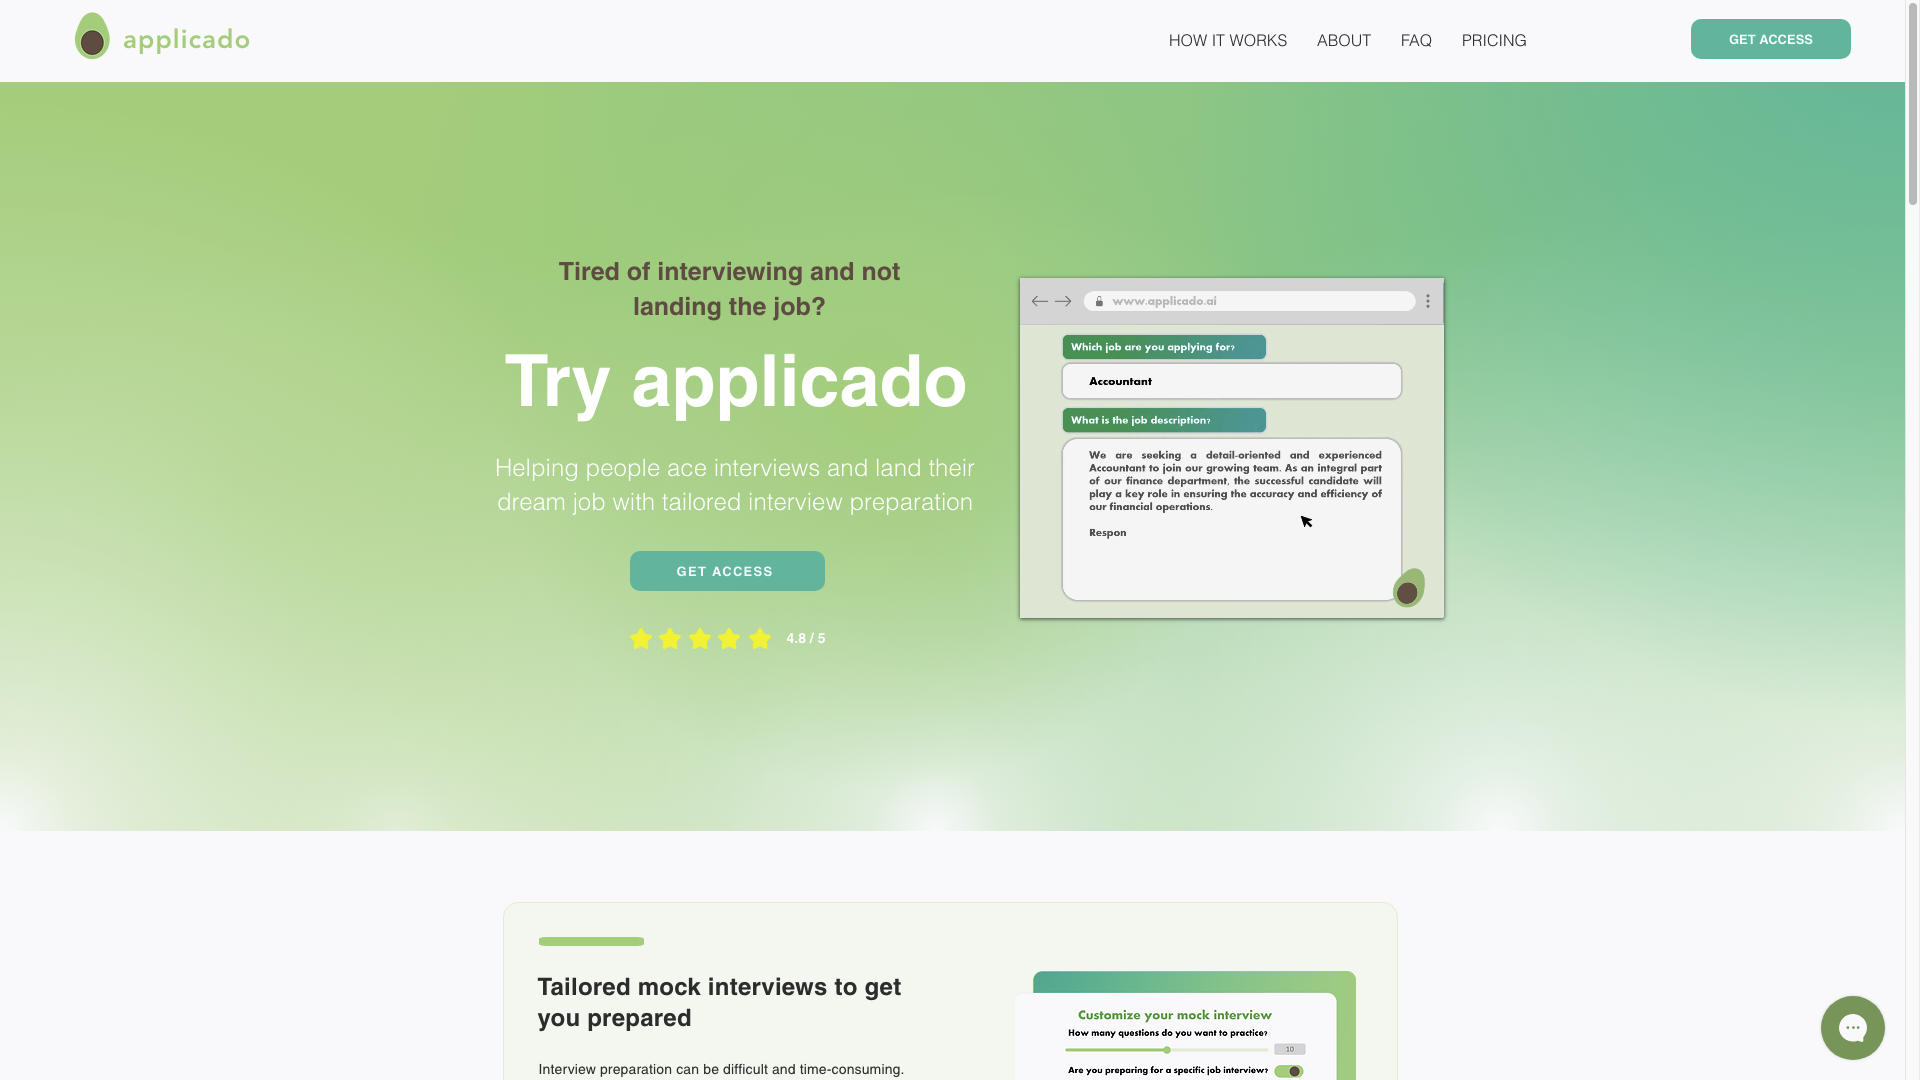 applicado
HOW IT WORKS
ABOUT
FAQ
PRICING
GET ACCESS
Tired of interviewing and not
landing the job?
Try applicado
Helping people ace interviews and land their
dream job with tailored interview preparation
GET ACCESS
4.8 / 5
www.applicado.ai
Which job are you applying for?
Accountant
What is the job description?
We are seeking a detail-oriented and experienced
Accountant to join our growing team. As an integral part
of our finance department, the successful candidate will
play a key role in ensuring the accuracy and efficiency of
our financial operations.
Respon
Tailored mock interviews to get
you prepared
Interview preparation can be difficult and time-consuming.
Customize your mock interview
How many questions do you want to practice?
10
Are you preparing for a specific job interview?